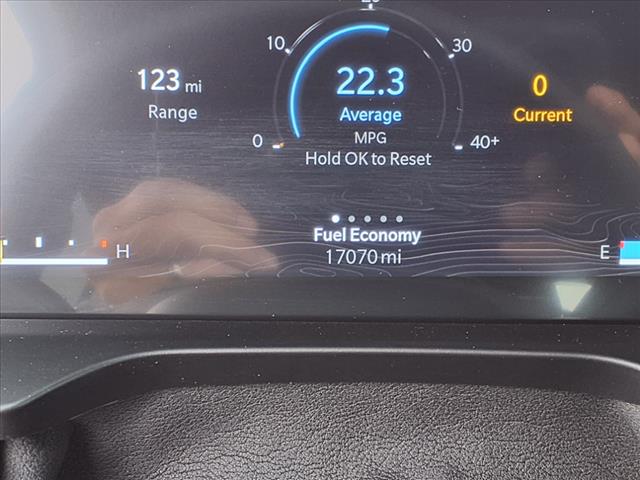 20
10
30
123 mi
Range
22.3
Average
MPG
0
Current
0
40+
Hold OK to Reset
Fuel Economy
17070 mi
H
E